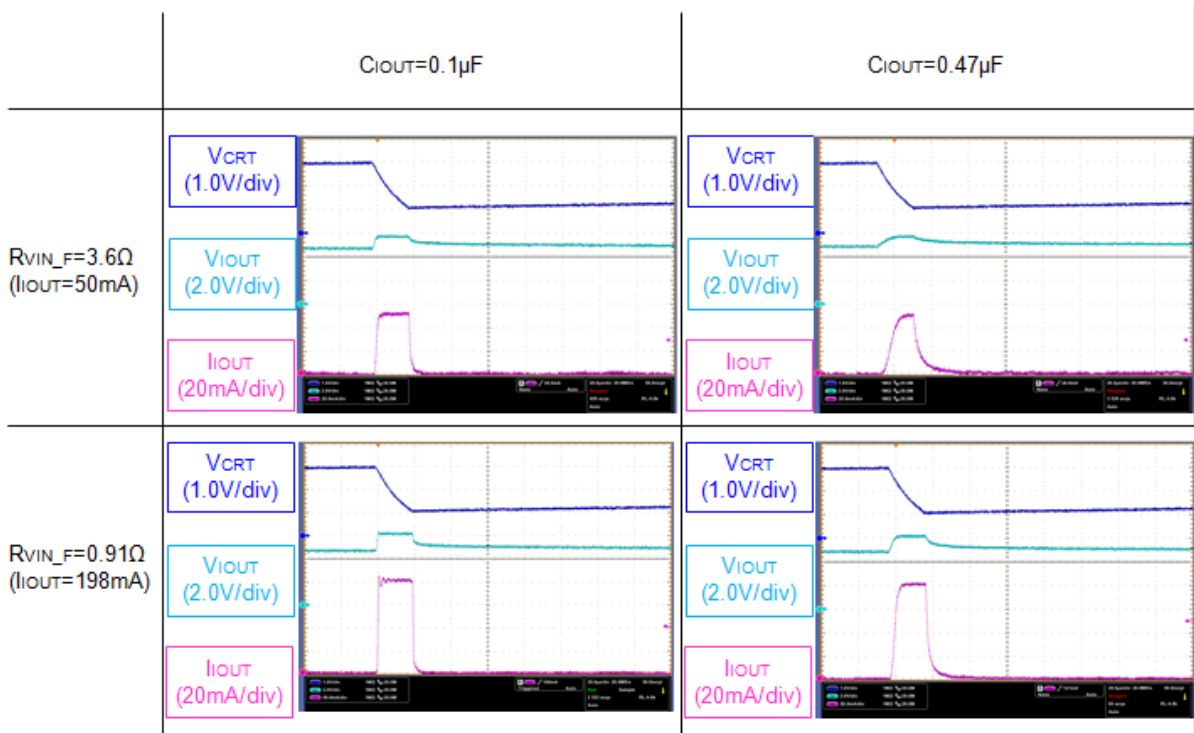 CIOUT=0.1µF
CIOUT=0.47µF
RVIN_F=3.6Ω
(IIOUT=50mA)
VCRT
(1.0V/div)
VIOUT
(2.0V/div)
IIOUT
(20mA/div)
VCRT
(1.0V/div)
VIOUT
(2.0V/div)
IIOUT
(20mA/div)
RVIN_F=0.91Ω
(IIOUT=198mA)
VCRT
(1.0V/div)
VIOUT
(2.0V/div)
IIOUT
(20mA/div)
VCRT
(1.0V/div)
VIOUT
(2.0V/div)
IIOUT
(20mA/div)